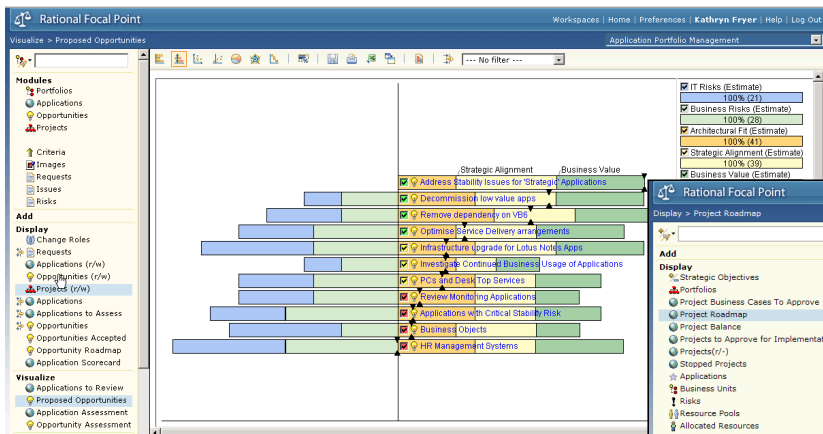 Rational Focal Point
Workspaces | Home | Preferences | Kathryn Fryer | Help | Log Out
Visualize > Proposed Opportunities
Application Portfolio Management
--- No filter ---
Modules
Portfolios
Applications
Opportunities
Projects
Criteria
Images
Requests
Issues
Risks
Add
Display
Change Roles
Requests
Applications (r/w)
Opportunities (r/w)
Projects (r/w)
Applications
Applications to Assess
Opportunities
Opportunities Accepted
Opportunity Roadmap
Application Scorecard
Visualize
Applications to Review
Proposed Opportunities
Application Assessment
Opportunity Assessment
Strategic Alignment
Business Value
Address Stability Issues for 'Strategic' Applications
Decommission low value apps
Remove dependency on VB6
Optimise Service Delivery arrangements
Infrastructure upgrade for Lotus Notes Apps
Investigate Continued Business Usage of Applications
PCs and Desk Top Services
Review Monitoring Applications
Applications with Critical Stability Risk
Business Objects
HR Management Systems
IT Risks (Estimate)
100% (21)
Business Risks (Estimate)
100% (28)
Architectural Fit (Estimate)
100% (41)
Strategic Alignment (Estimate)
100% (39)
Business Value (Estimate)
Rational Focal Point
Display > Project Roadmap
Add
Display
Strategic Objectives
Portfolios
Project Business Cases To Approve
Project Roadmap
Project Balance
Projects to Approve for Implementat
Projects(r/-)
Stopped Projects
Applications
Business Units
Risks
Resource Pools
Allocated Resources